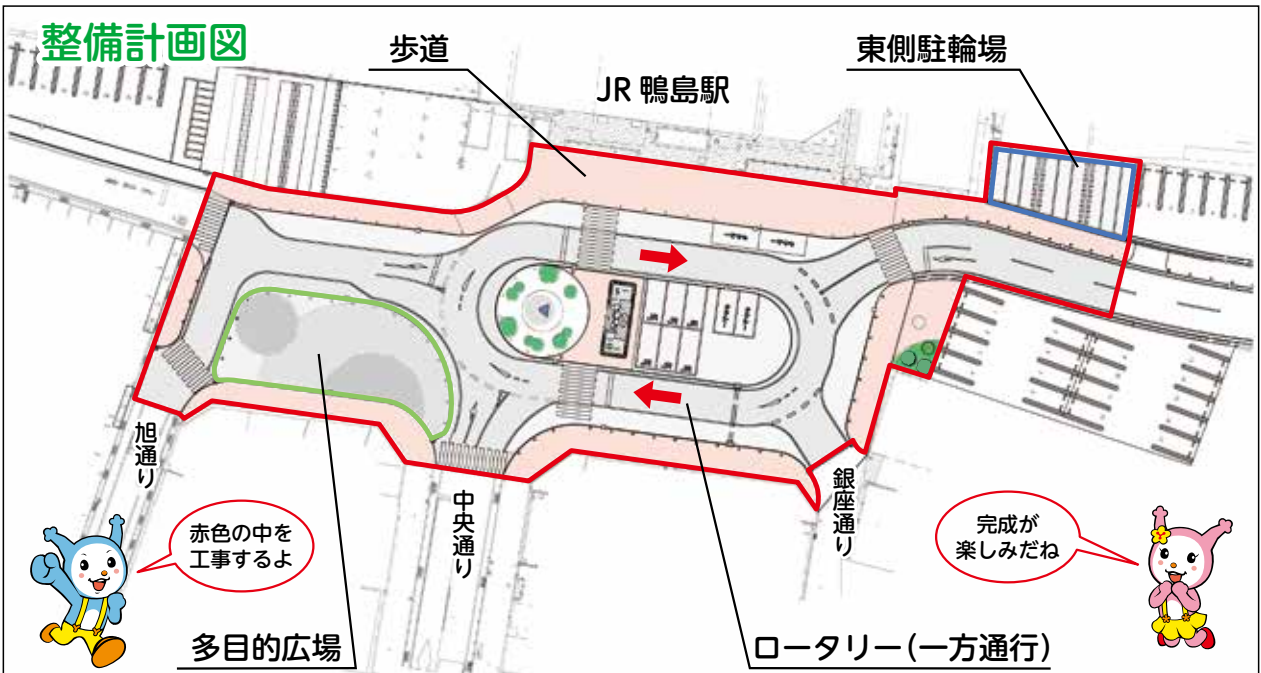 整備計画図
歩道
東側駐輪場
JR 鴨島駅
旭通り
中央通り
銀座通り
赤色の中を
工事するよ
完成が
楽しみだね
多目的広場
ロータリー(一方通行)